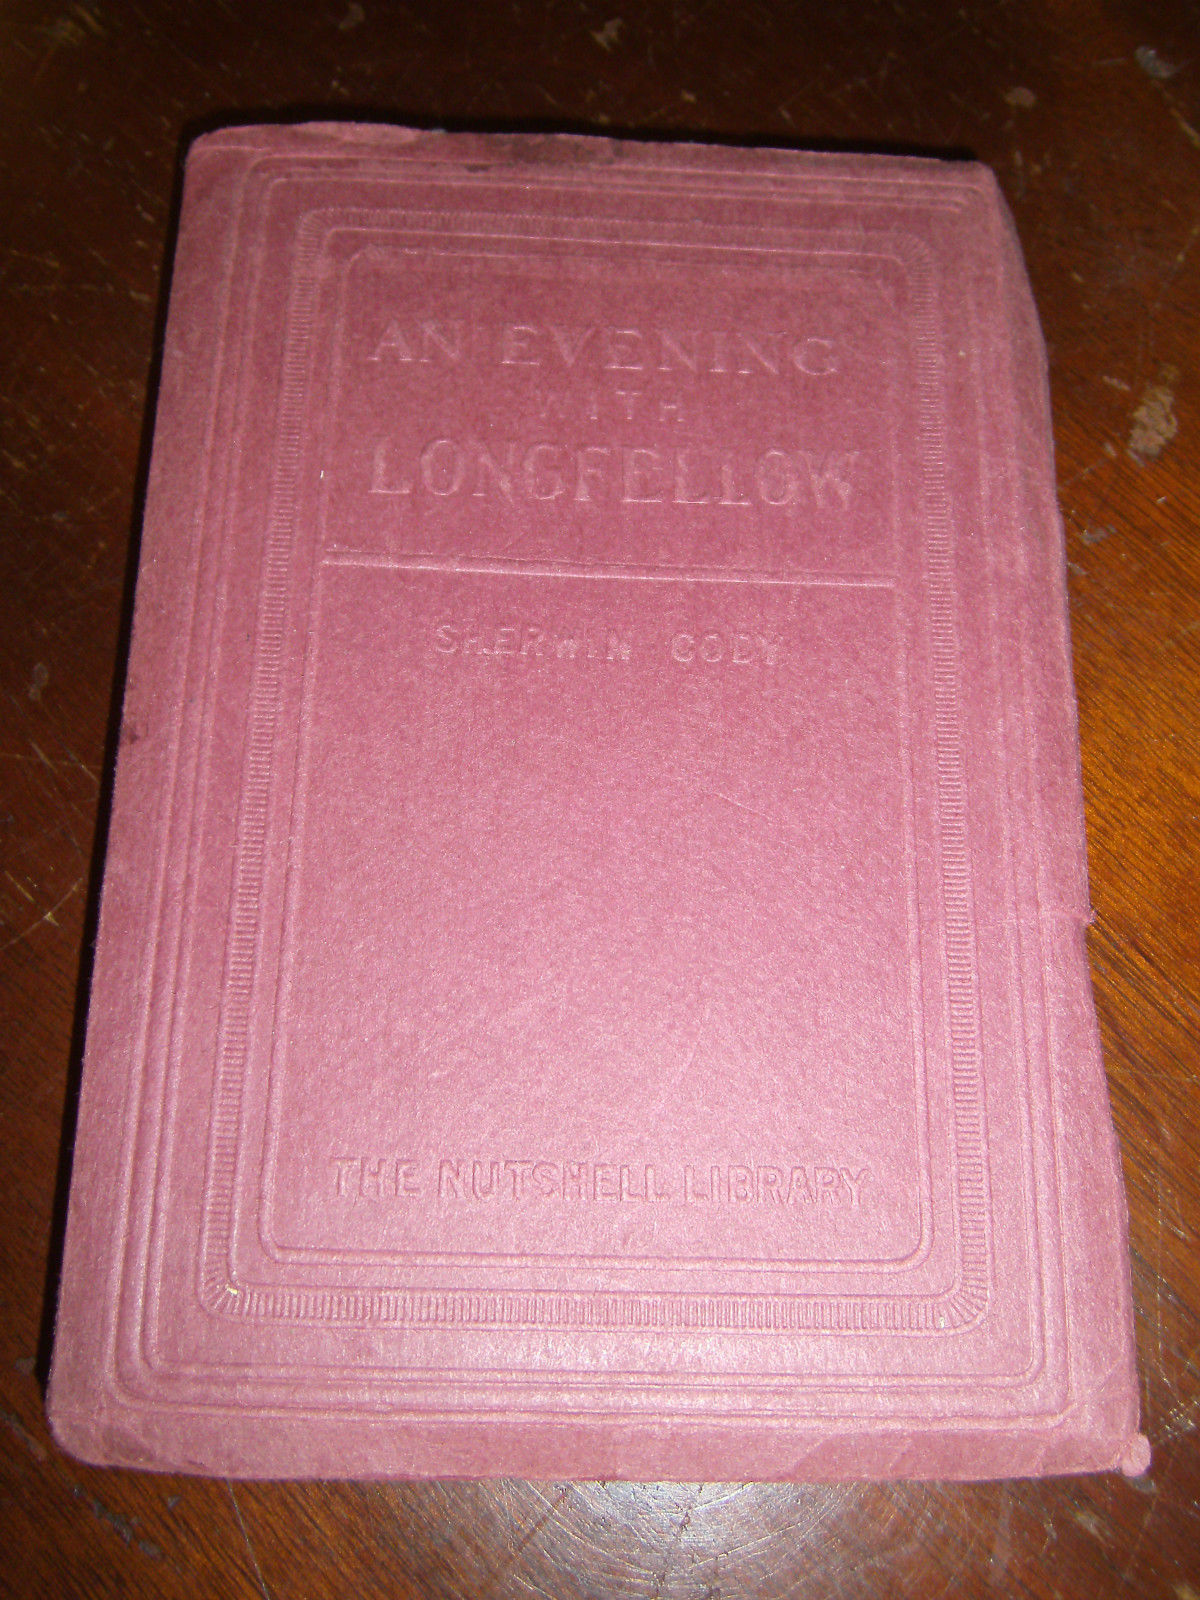 AN EVENING
WITH
LONGFELLOW
SHERWIN CODY
THE NUTSHELL LIBRARY